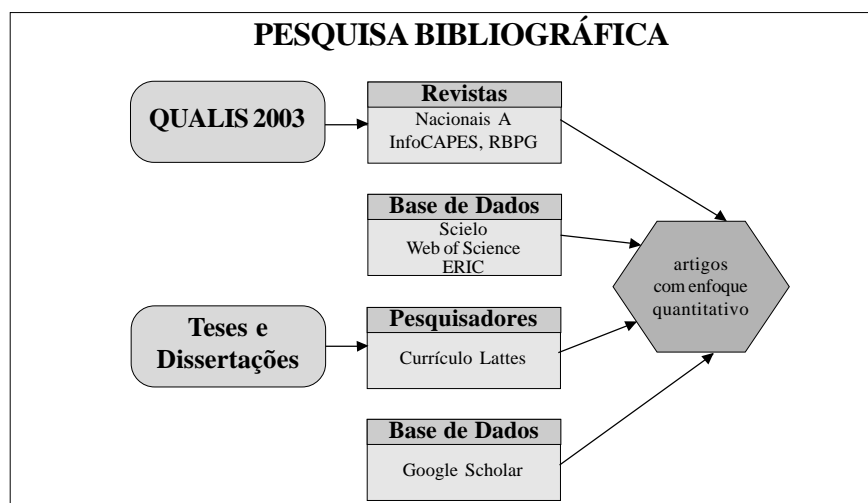 PESQUISA BIBLIOGRÁFICA
QUALIS 2003
Revistas
Nacionais A
InfoCAPES, RBPG
Base de Dados
Scielo
Web of Science
ERIC
artigos
com enfoque
quantitativo
Teses e
Dissertações
Pesquisadores
Currículo Lattes
Base de Dados
Google Scholar